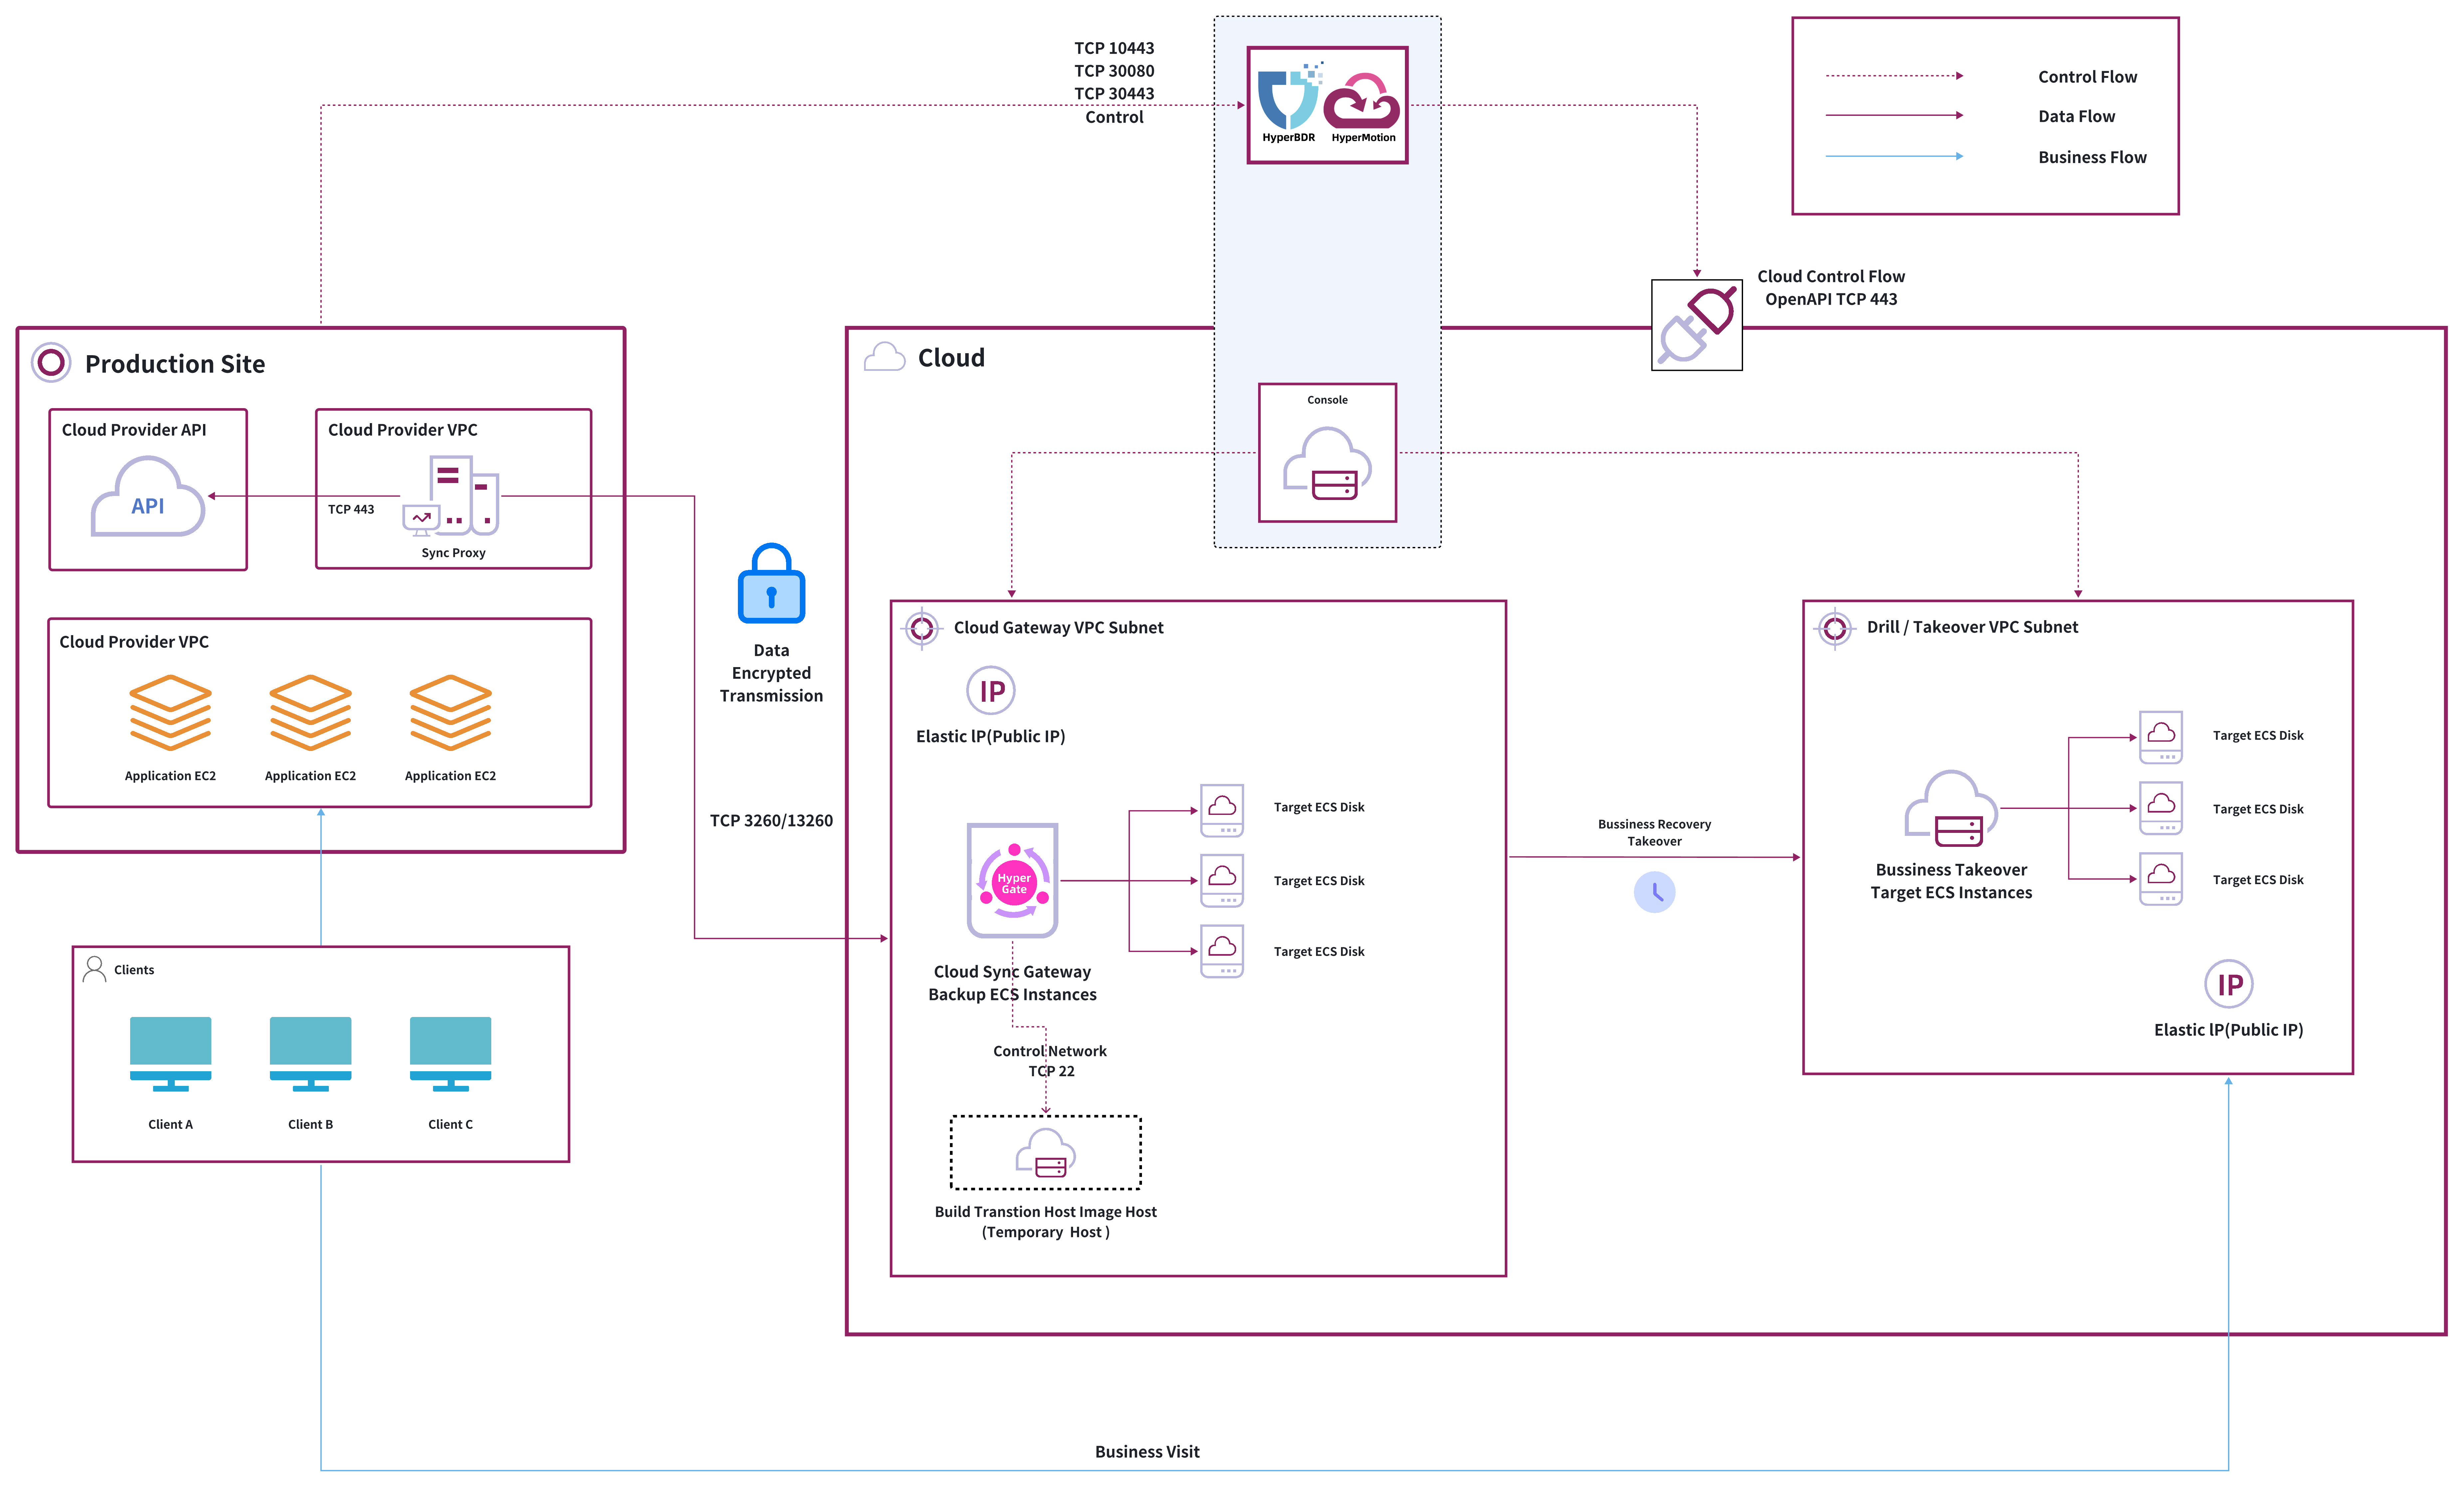 TCP 10443
TCP 30080
TCP 30443
Control
HyperBDR
HyperMotion
Control Flow
Data Flow
Business Flow
Cloud Control Flow
OpenAPI TCP 443
Production Site
Cloud Provider API
API
Cloud Provider VPC
TCP 443
Sync Proxy
Cloud Provider VPC
Application EC2
Application EC2
Application EC2
Clients
Client A
Client B
Client C
Data
Encrypted
Transmission
TCP 3260/13260
Cloud
Console
Cloud Gateway VPC Subnet
IP
Elastic lP(Public IP)
Hyper
Gate
Cloud Sync Gateway
Backup ECS Instances
Target ECS Disk
Target ECS Disk
Target ECS Disk
Control Network
TCP 22
Build Transtion Host Image Host
(Temporary Host )
Bussiness Recovery
Takeover
Drill / Takeover VPC Subnet
Bussiness Takeover
Target ECS Instances
Target ECS Disk
Target ECS Disk
Target ECS Disk
IP
Elastic lP(Public IP)
Business Visit